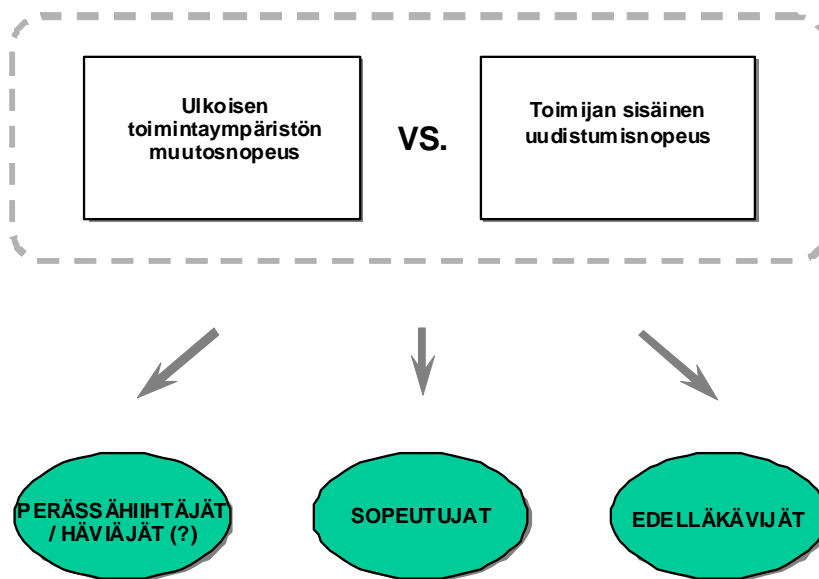 Ulkoisen
toimintaympäristön
muutosnopeus
VS.
Toimijan sisäinen
uudistumisnopeus
PERÄSSÄHIIHTÄJÄT
/ HÄVIÄJÄT (?)
SOPEUTUJAT
EDELLÄKÄVIJÄT